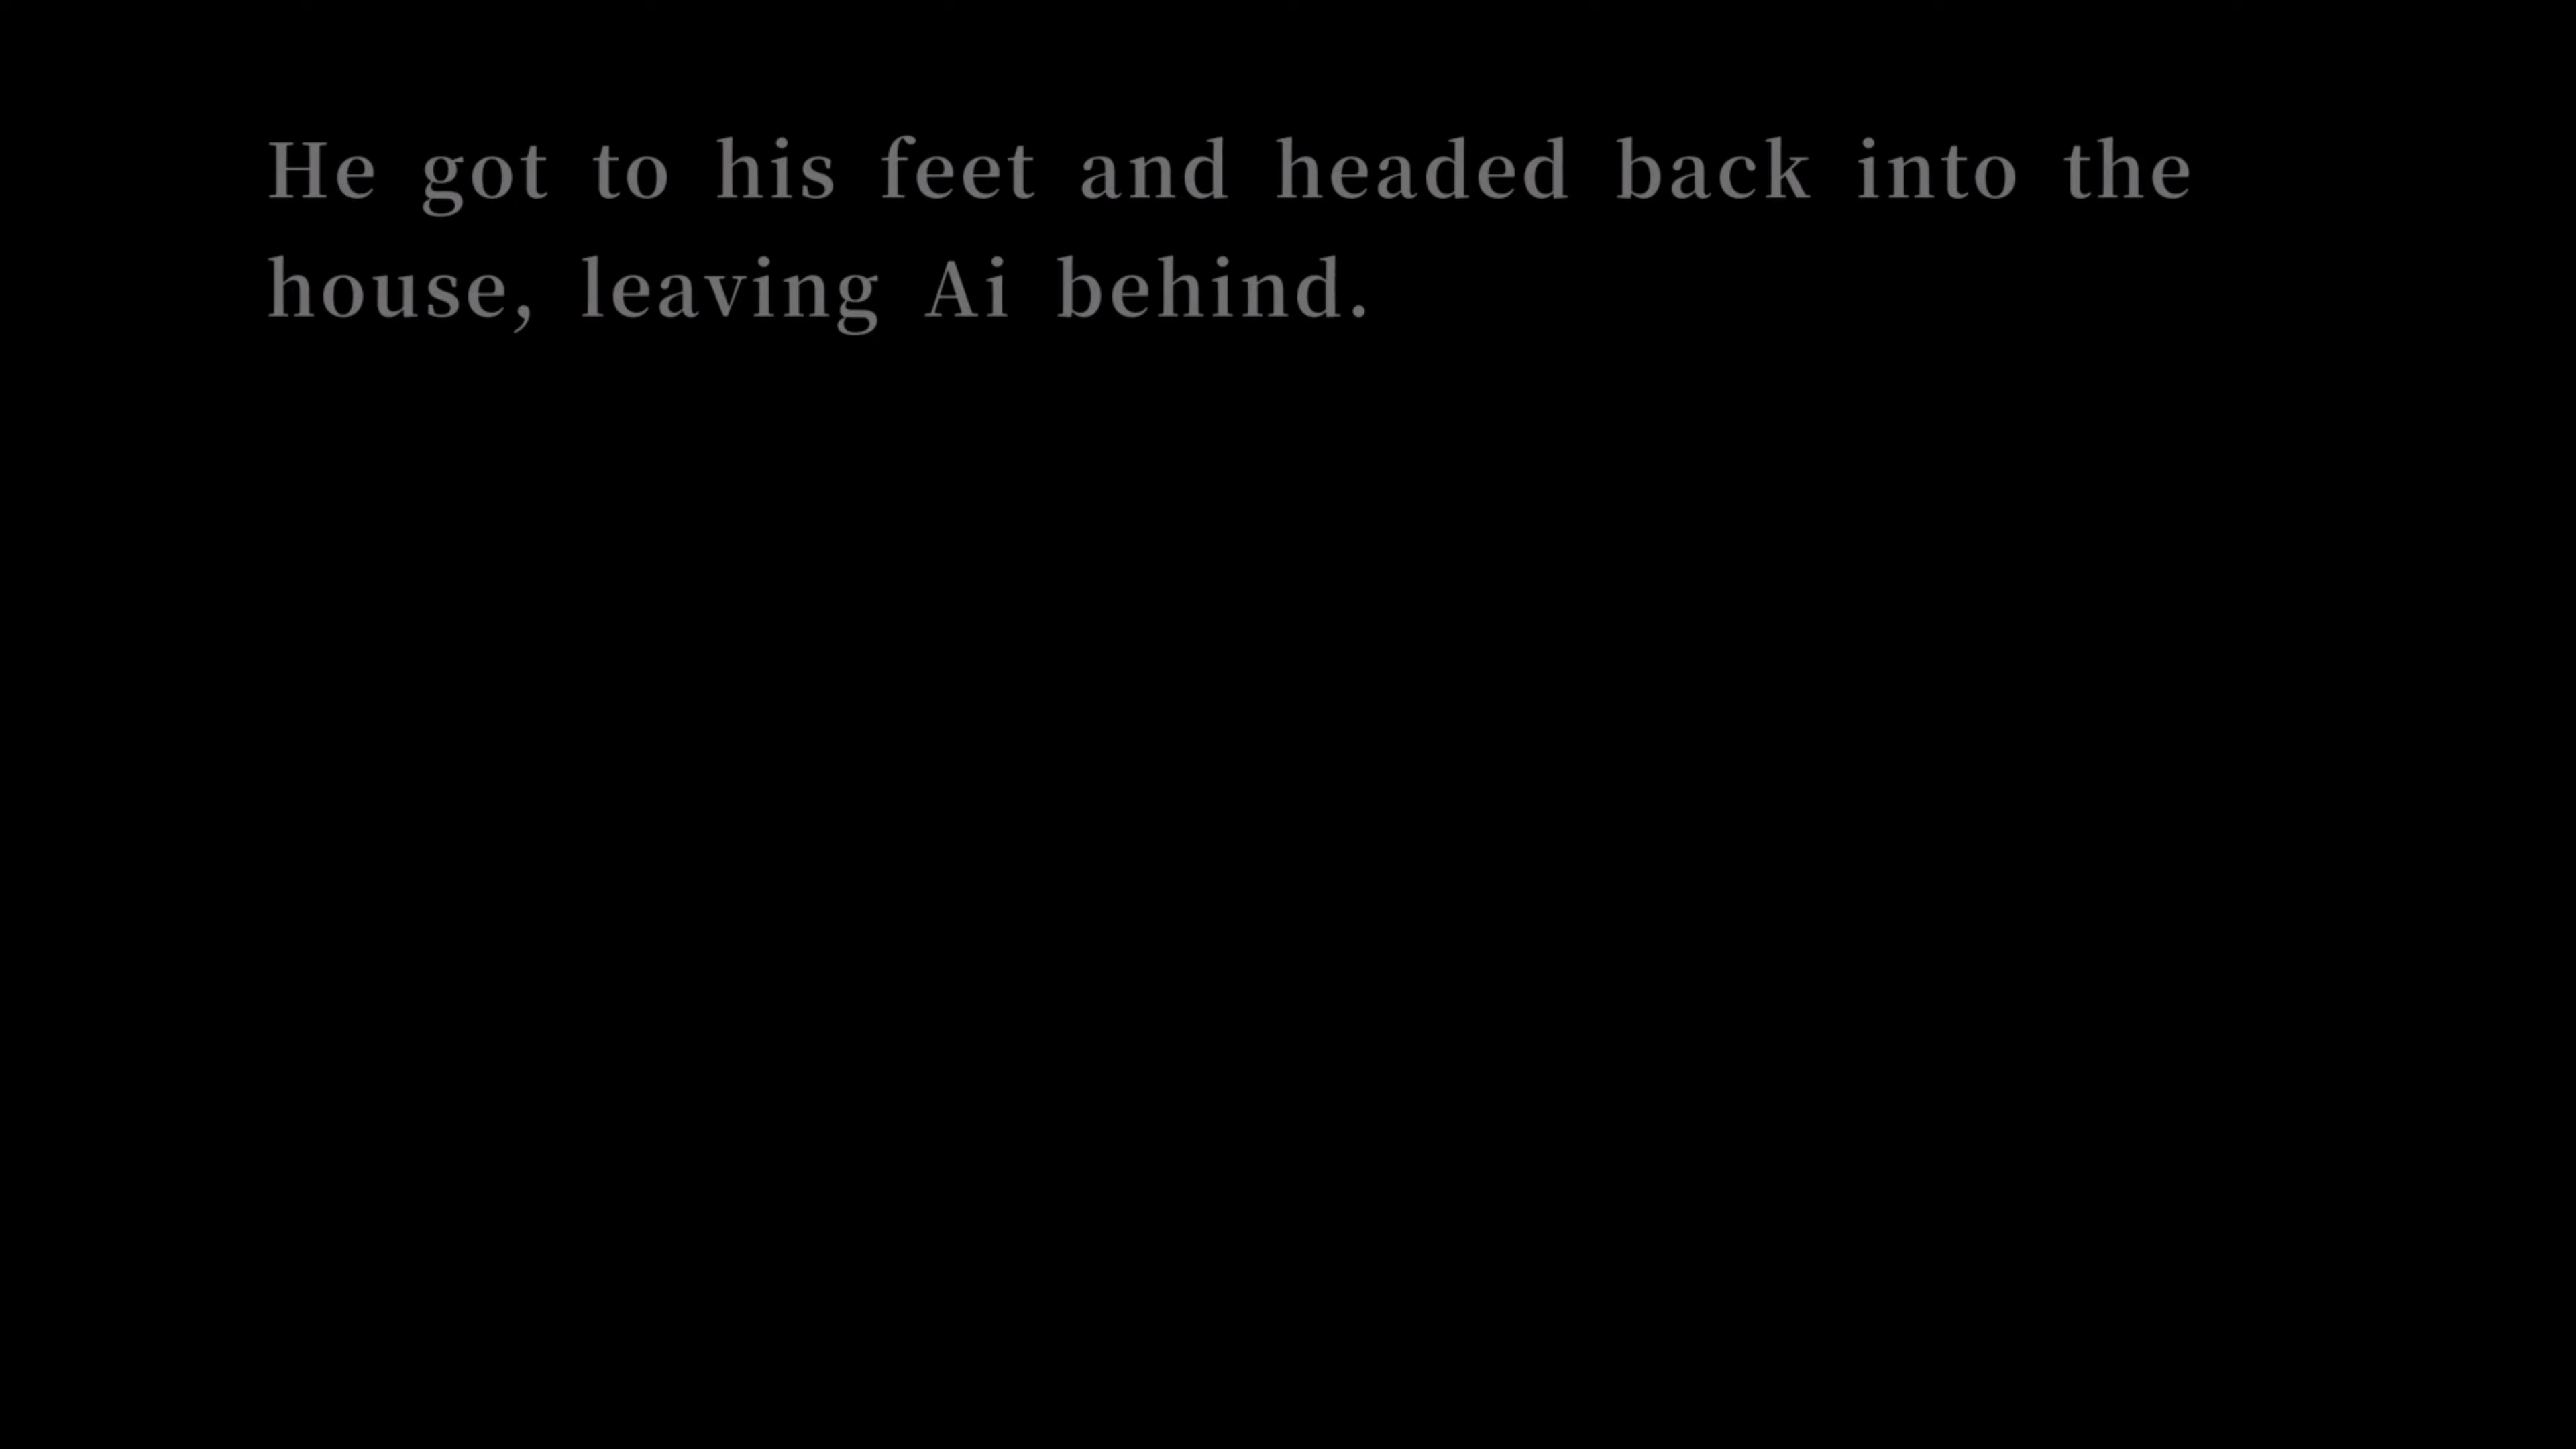 He got to his feet and headed back into the
house, leaving Ai behind.